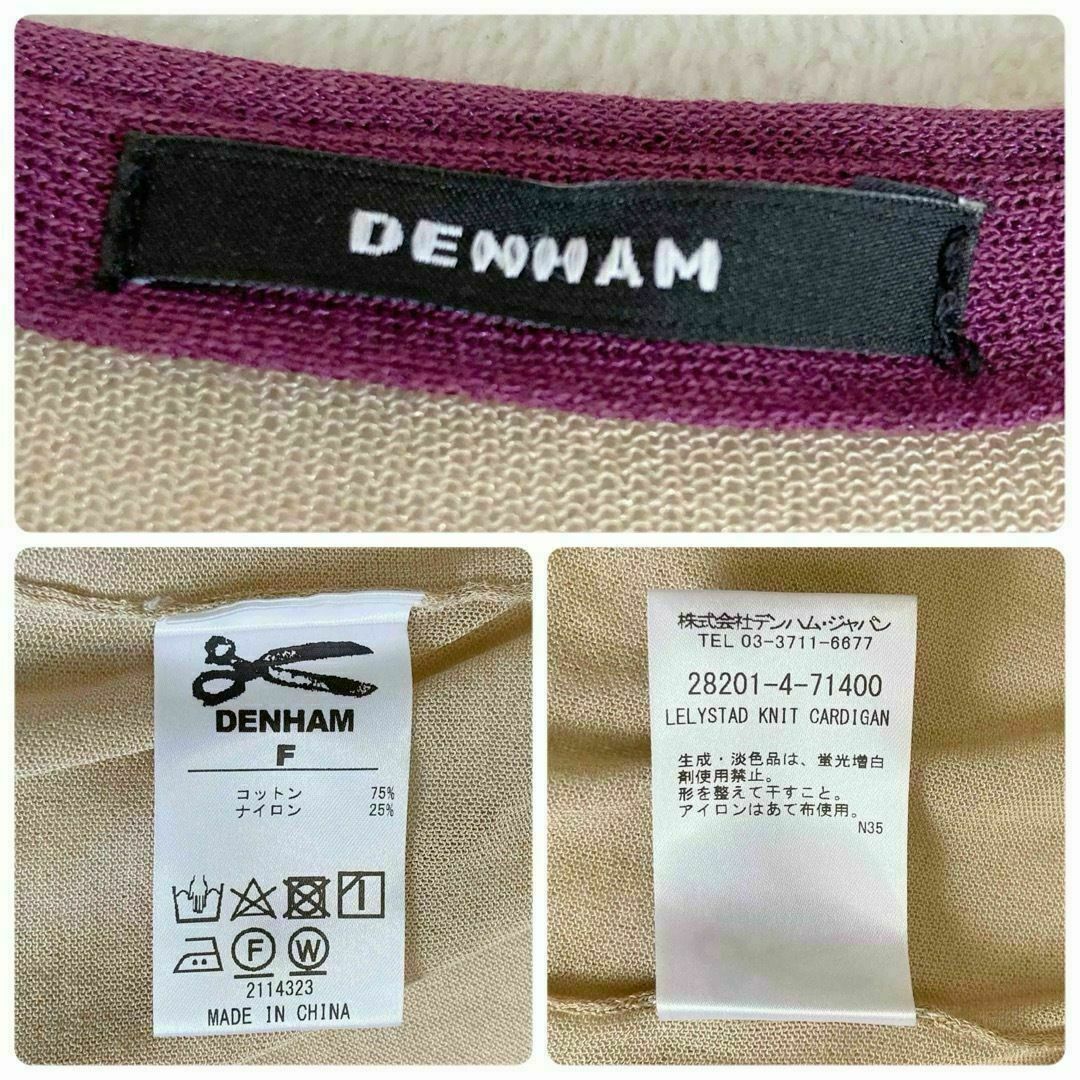 DENHAM
DENHAM
F
コットン 75%
ナイロン 25%
F W
2114323
MADE IN CHINA
株式会社デンハム・ジャパン
TEL 03-3711-6677
28201-4-71400
LELYSTAD KNIT CARDIGAN
生成・淡色品は、蛍光増白
剤使用禁止。
形を整えて干すこと。
アイロンはあて布使用。
N35